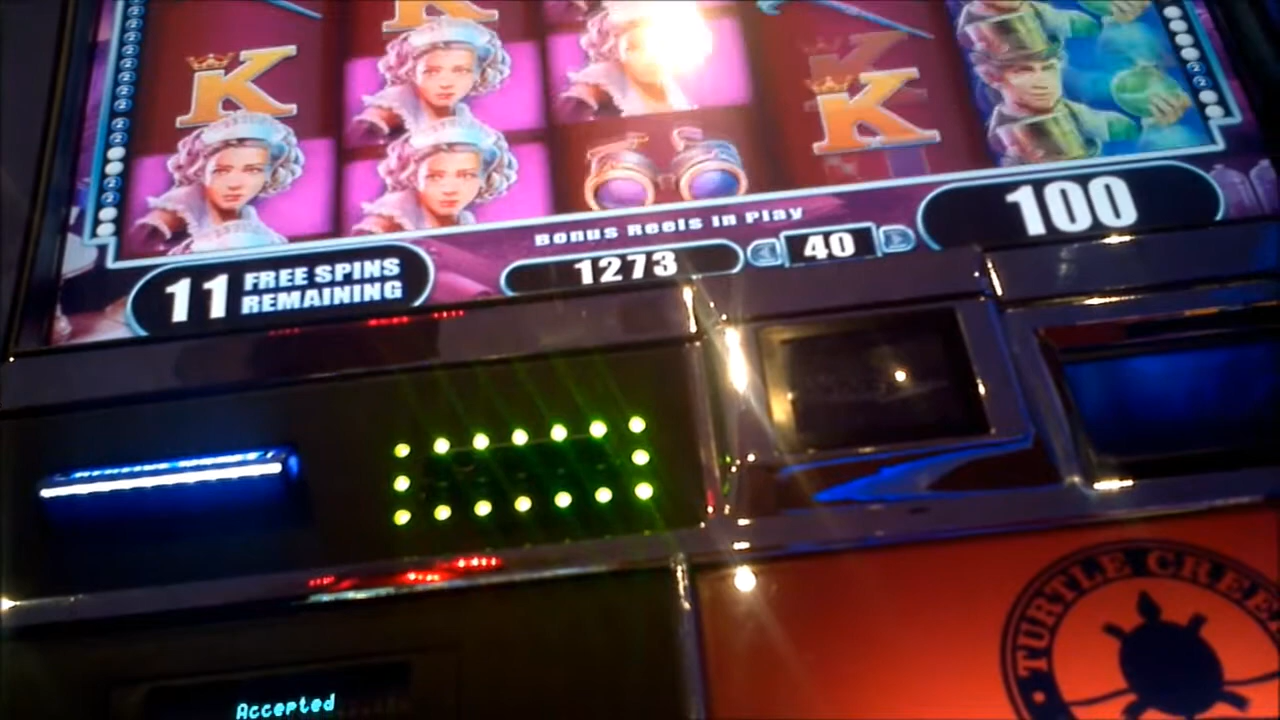 K
K
Bonus Reels In Play
11 FREE SPINS
REMAINING
1273
40
100
TURTLE CREE
Accepted